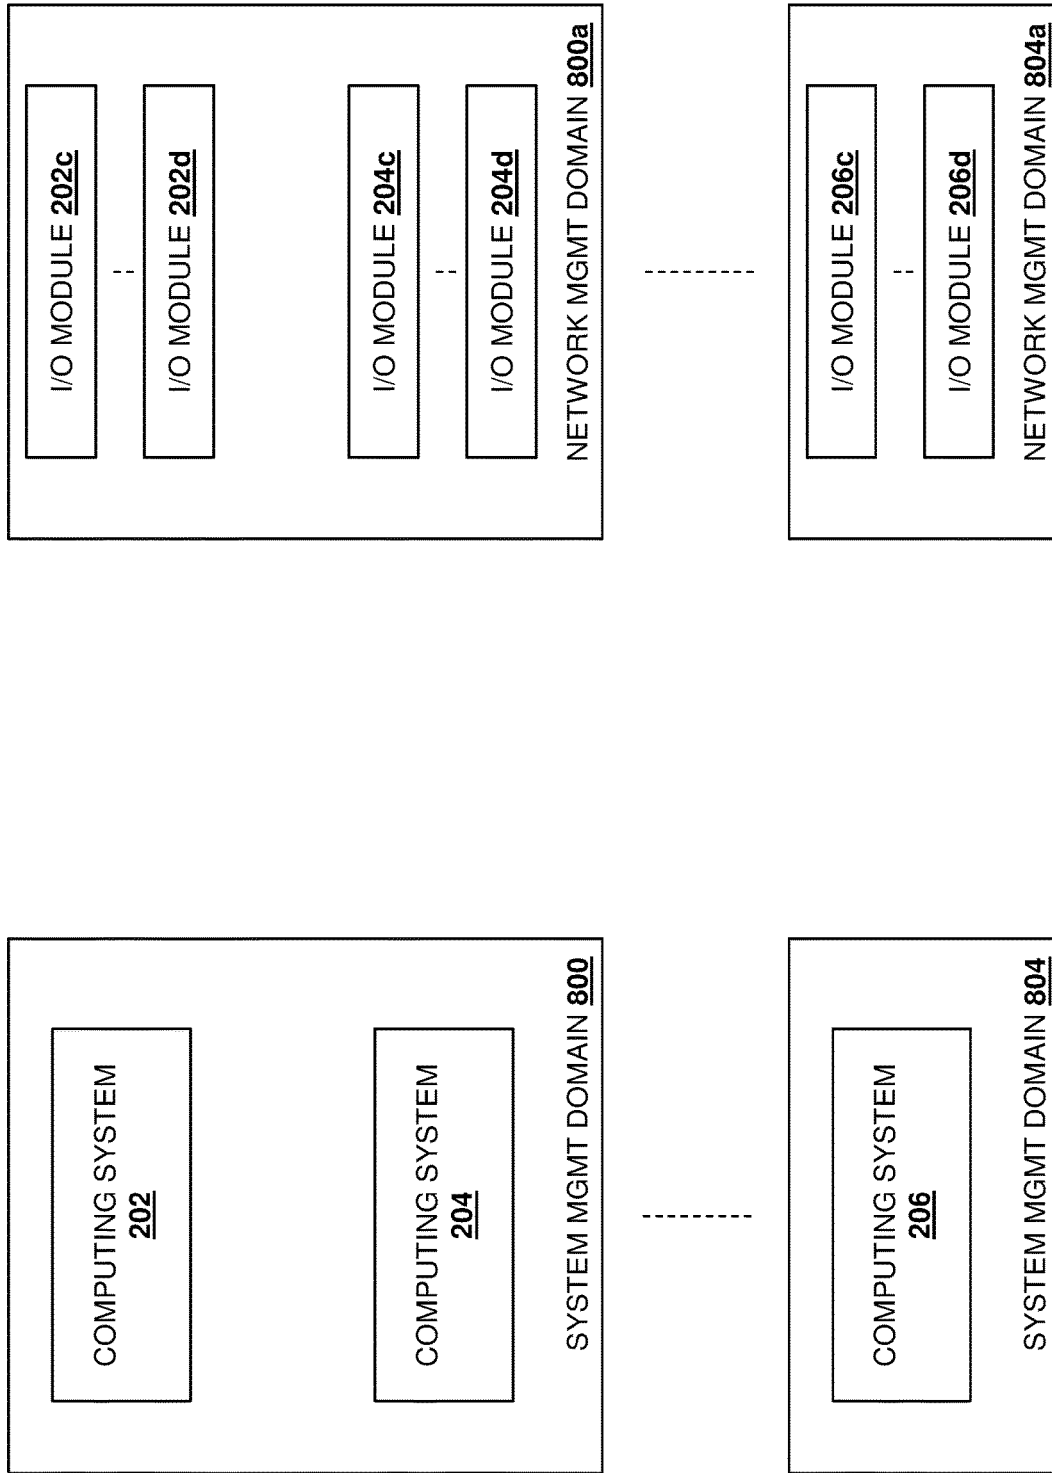 COMPUTING SYSTEM
202
COMPUTING SYSTEM
204
SYSTEM MGMT DOMAIN 800
COMPUTING SYSTEM
206
SYSTEM MGMT DOMAIN 804
I/O MODULE 202c
I/O MODULE 202d
I/O MODULE 204c
I/O MODULE 204d
NETWORK MGMT DOMAIN 800a
I/O MODULE 206c
I/O MODULE 206d
NETWORK MGMT DOMAIN 804a